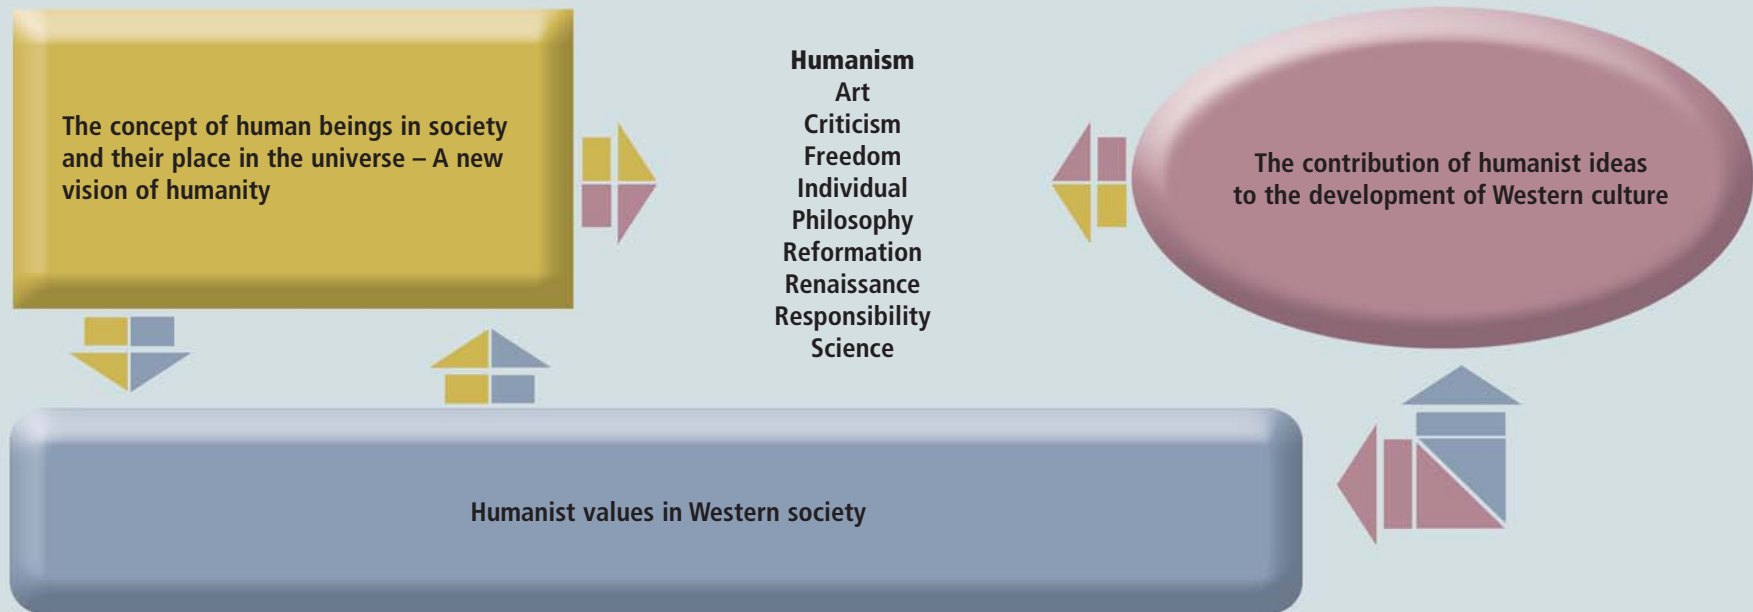 The concept of human beings in society
and their place in the universe – A new
vision of humanity
Humanism
Art
Criticism
Freedom
Individual
Philosophy
Reformation
Renaissance
Responsibility
Science
The contribution of humanist ideas
to the development of Western culture
Humanist values in Western society